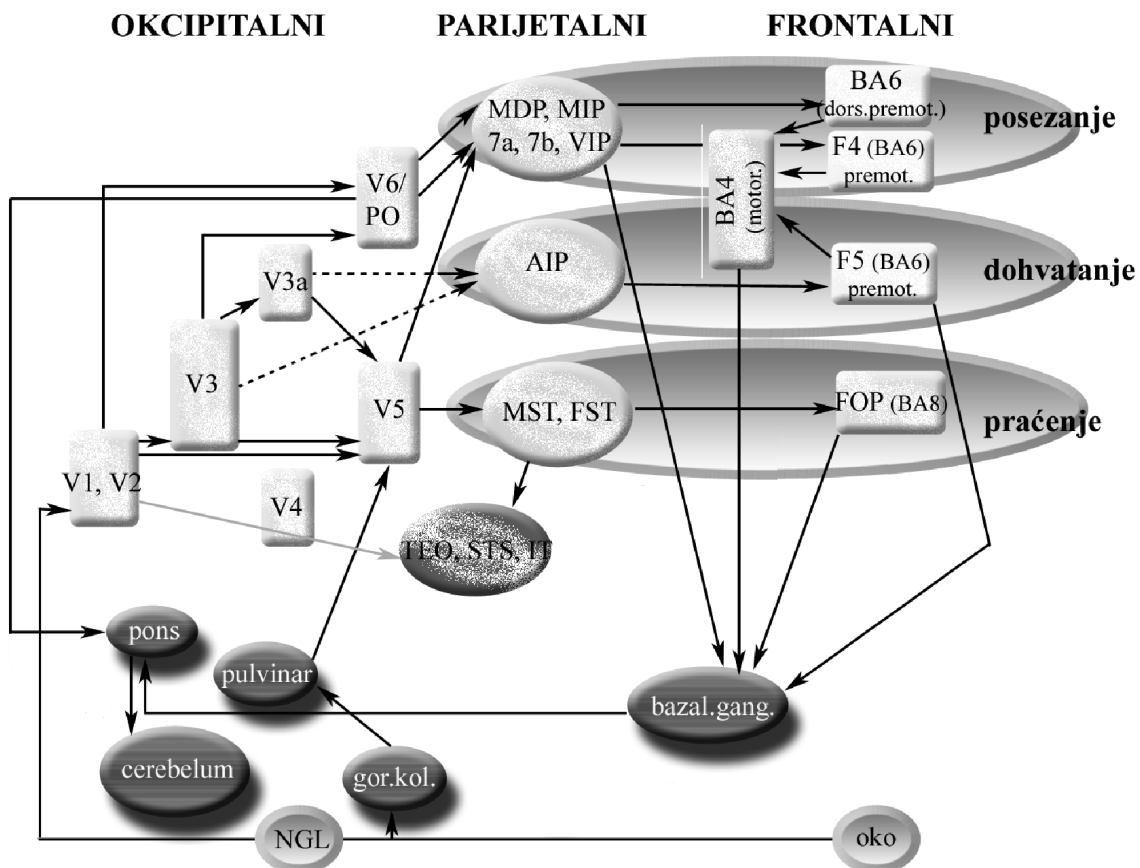 OKCIPITALNI PARIJETALNI FRONTALNI
BA6
(dors.premot.)
MDP, MIP
7a, 7b, VIP
posezanje
F4 (BA6)
premot.
V6/
PO
BA4
(motor.)
V3a
AIP
F5 (BA6)
premot.
dohvatanje
V3
V5
MST, FST
FOP (BA8)
praćenje
V1, V2
V4
TEO, STS, IT
pons
pulvinar
bazal.gang.
cerebelum
gor.kol.
NGL
oko